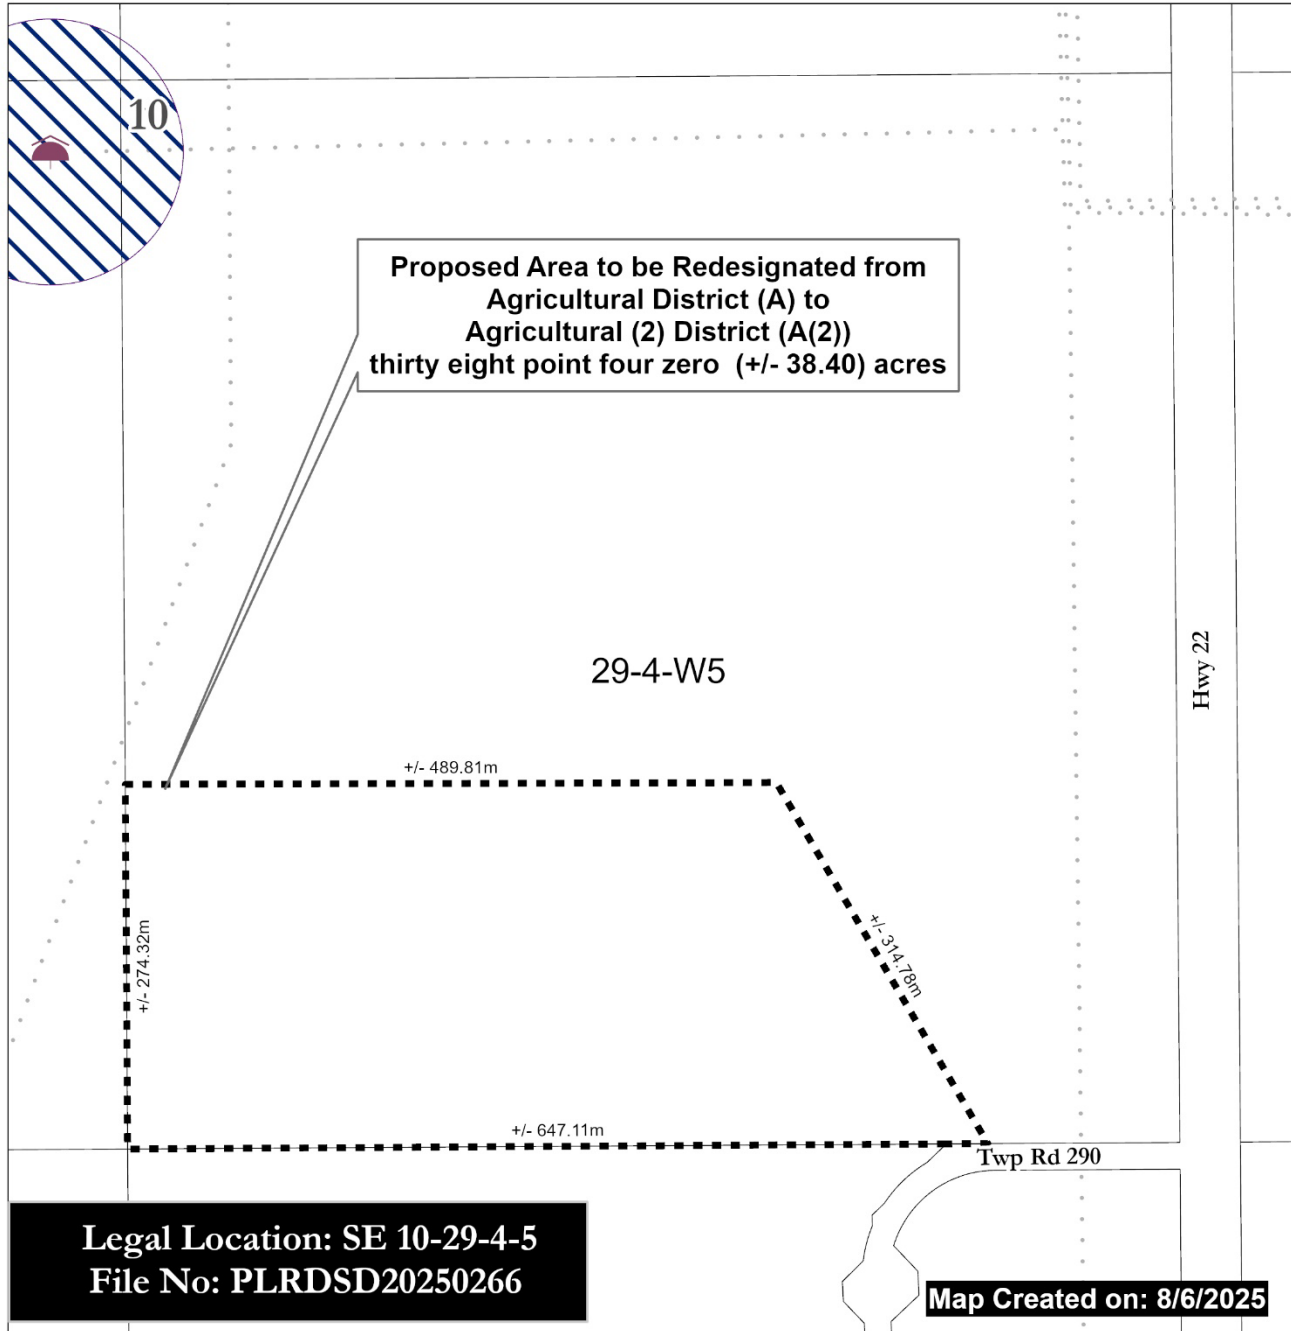 10
Proposed Area to be Redesignated from
Agricultural District (A) to
Agricultural (2) District (A(2))
thirty eight point four zero (+/- 38.40) acres
29-4-W5
Hwy 22
+/- 489.81m
+/- 274.32m
+/- 314.78m
+/- 647.11m
Twp Rd 290
Legal Location: SE 10-29-4-5
File No: PLRDSD20250266
Map Created on: 8/6/2025